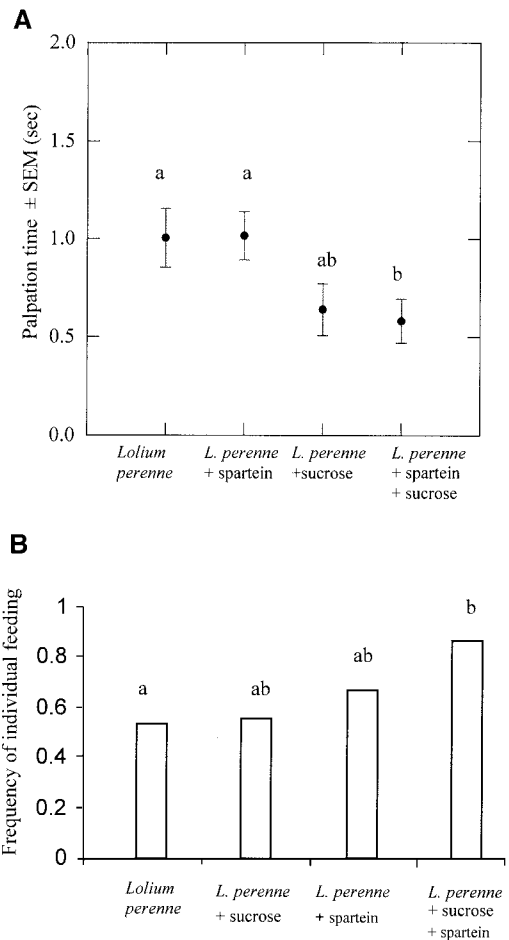 A
2.0
1.5
1.0
0.5
0.0
Palpation time ± SEM (sec)
a
a
ab
b
Lolium
perenne
L. perenne
+ spartein
L. perenne
+sucrose
L. perenne
+ spartein
+ sucrose
B
1
0.8
0.6
0.4
0.2
0
Frequency of individual feeding
a
ab
ab
b
Lolium
perenne
L. perenne
+ sucrose
L. perenne
+ spartein
L. perenne
+ sucrose
+ spartein